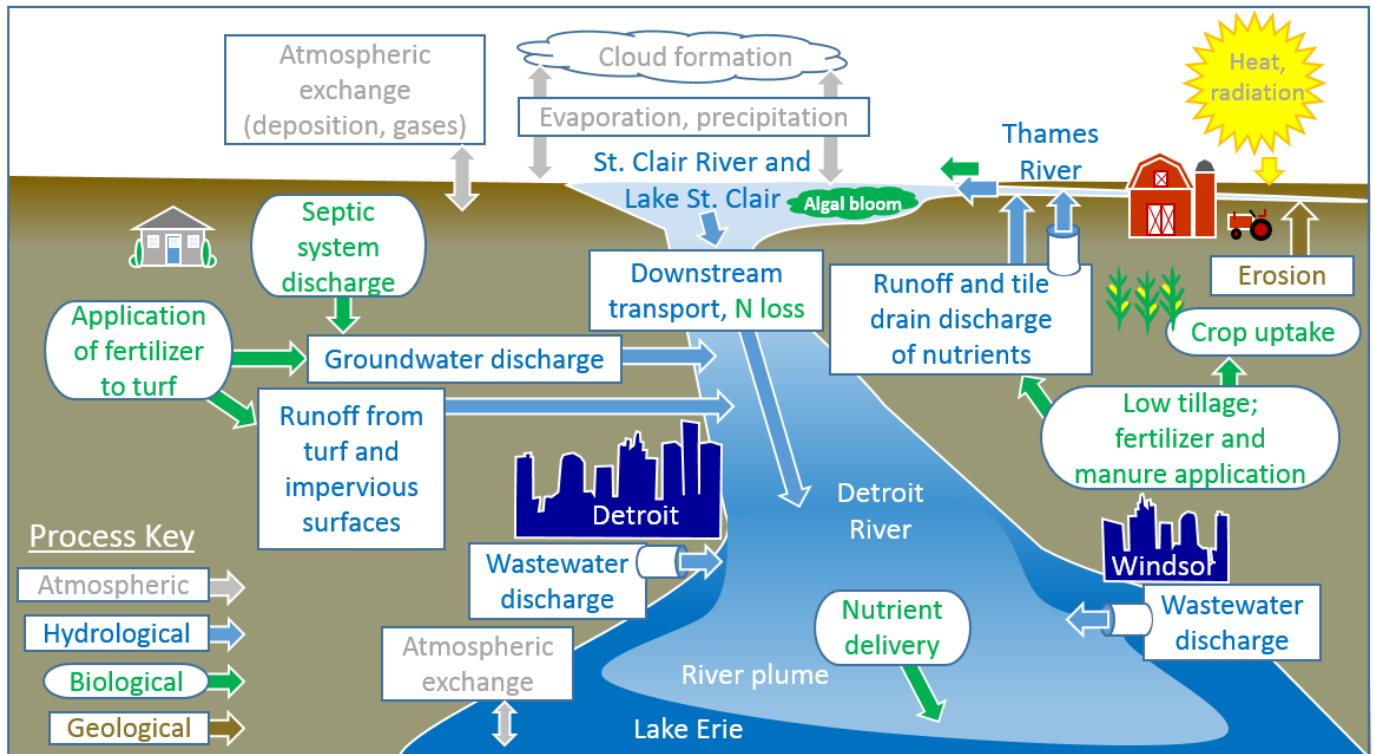 Atmospheric
exchange
(deposition, gases)
Cloud formation
Evaporation, precipitation
Heat,
radiation
St. Clair River and
Lake St. Clair
Algal bloom
Thames
River
Septic
system
discharge
Downstream
transport, N loss
Runoff and tile
drain discharge
of nutrients
Erosion
Crop uptake
Application
of fertilizer
to turf
Groundwater discharge
Runoff from
turf and
impervious
surfaces
Low tillage;
fertilizer and
manure application
Detroit
Detroit
River
Windsor
Wastewater
discharge
Wastewater
discharge
Nutrient
delivery
Atmospheric
exchange
River plume
Lake Erie
Process Key
Atmospheric
Hydrological
Biological
Geological